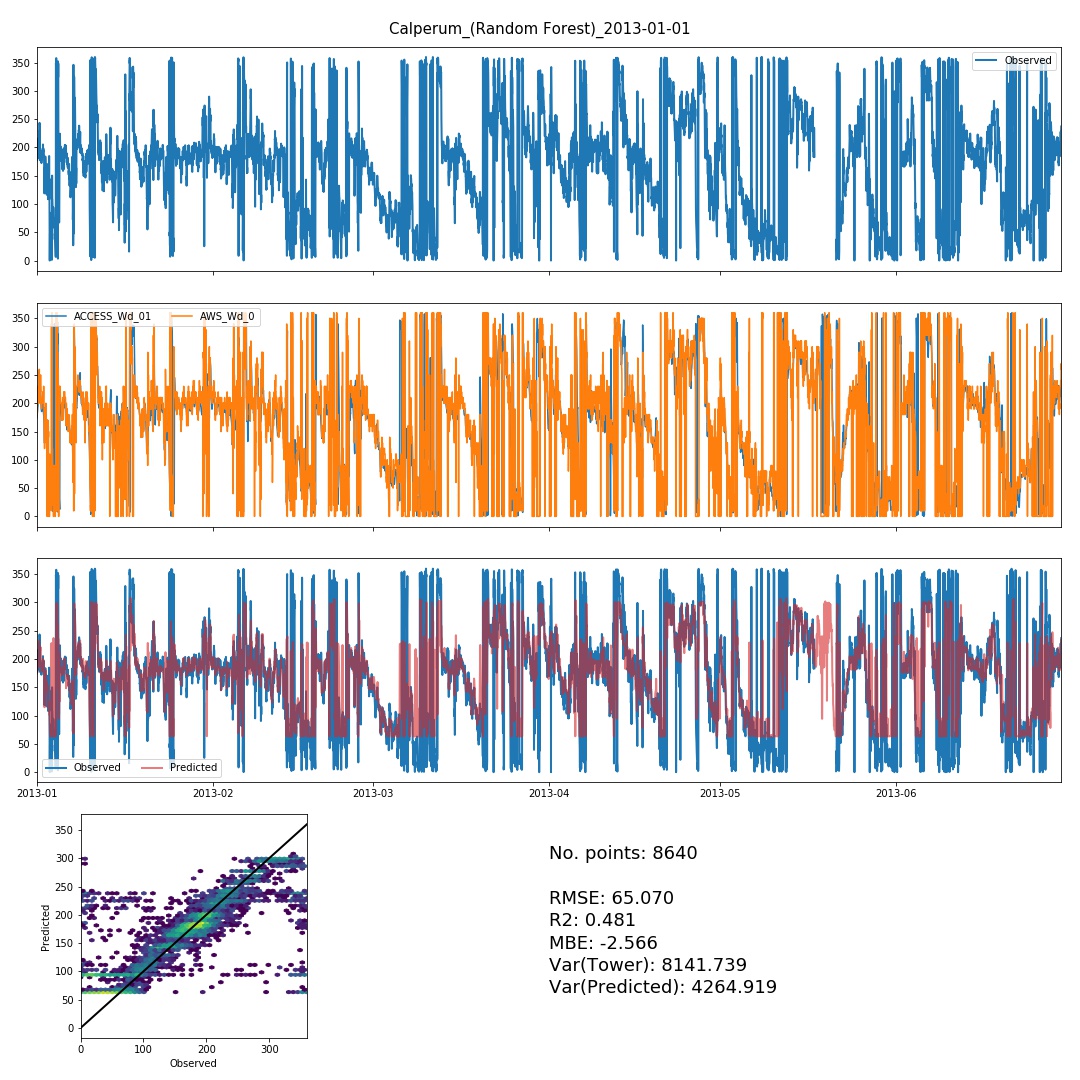 Calperum_(Random Forest)_2013-01-01
350
300
250
200
150
100
50
0
Observed
350
300
250
200
150
100
50
0
ACCESS_Wd_01 AWS_Wd_0
350
300
250
200
150
100
50
0
Observed Predicted
2013-01 2013-02 2013-03 2013-04 2013-05 2013-06
350
300
250
200
150
100
50
0
Predicted
0 100 200 300
Observed
No. points: 8640
RMSE: 65.070
R2: 0.481
MBE: -2.566
Var(Tower): 8141.739
Var(Predicted): 4264.919